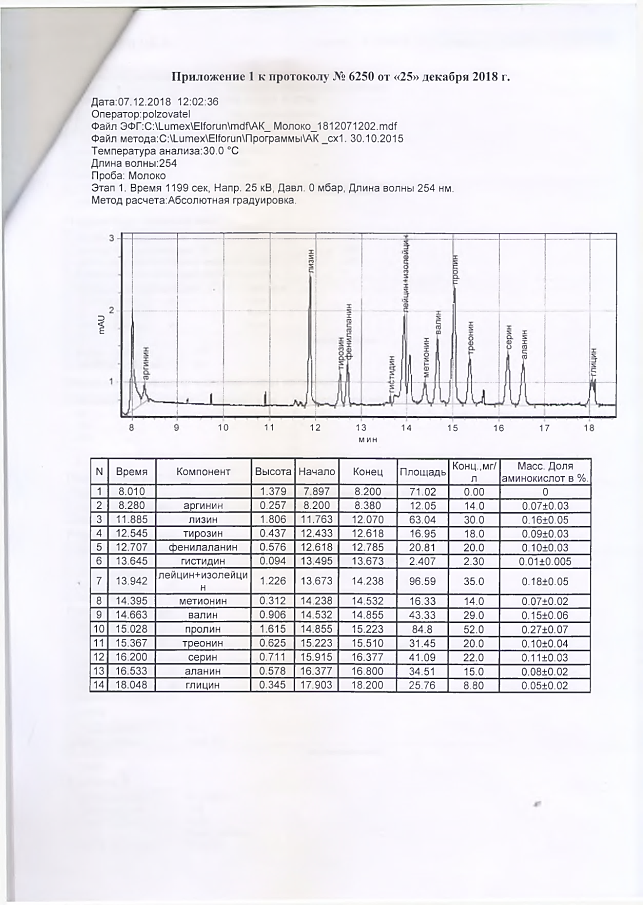 Приложение 1 к протоколу № 6250 от «25» декабря 2018 г.
Дата:07.12.2018 12:02:36
Оператор:polzovatel
Файл ЭФГ:C:\Lumex\Elforun\mdf\АК_ Молоко_1812071202.mdf
Файл метода:C:\Lumex\Elforun\Программы\АК _сх1. 30.10.2015
Температура анализа:30.0 °C
Длина волны:254
Проба: Молоко
Этап 1. Время 1199 сек, Напр. 25 кВ, Давл. 0 мбар, Длина волны 254 нм.
Метод расчета:Абсолютная градуировка.
3
2
1
mAU
аргинин
лизин
тирозин
фенилаланин
гистидин
лейцин+изолейцин
метионин
валин
пролин
треонин
серин
аланин
глицин
8 9 10 11 12 13 14 15 16 17 18
мин
N Время Компонент Высота Начало Конец Площадь Конц.,мг/л Масс. Доля аминокислот в %.
1 8.010 1.379 7.897 8.200 71.02 0.00 0
2 8.280 аргинин 0.257 8.200 8.380 12.05 14.0 0.07±0.03
3 11.885 лизин 1.806 11.763 12.070 63.04 30.0 0.16±0.05
4 12.545 тирозин 0.437 12.433 12.618 16.95 18.0 0.09±0.03
5 12.707 фенилаланин 0.576 12.618 12.785 20.81 20.0 0.10±0.03
6 13.645 гистидин 0.094 13.495 13.673 2.407 2.30 0.01±0.005
7 13.942 лейцин+изолейцин 1.226 13.673 14.238 96.59 35.0 0.18±0.05
8 14.395 метионин 0.312 14.238 14.532 16.33 14.0 0.07±0.02
9 14.663 валин 0.906 14.532 14.855 43.33 29.0 0.15±0.06
10 15.028 пролин 1.615 14.855 15.223 84.8 52.0 0.27±0.07
11 15.367 треонин 0.625 15.223 15.510 31.45 20.0 0.10±0.04
12 16.200 серин 0.711 15.915 16.377 41.09 22.0 0.11±0.03
13 16.533 аланин 0.578 16.377 16.800 34.51 15.0 0.08±0.02
14 18.048 глицин 0.345 17.903 18.200 25.76 8.80 0.05±0.02